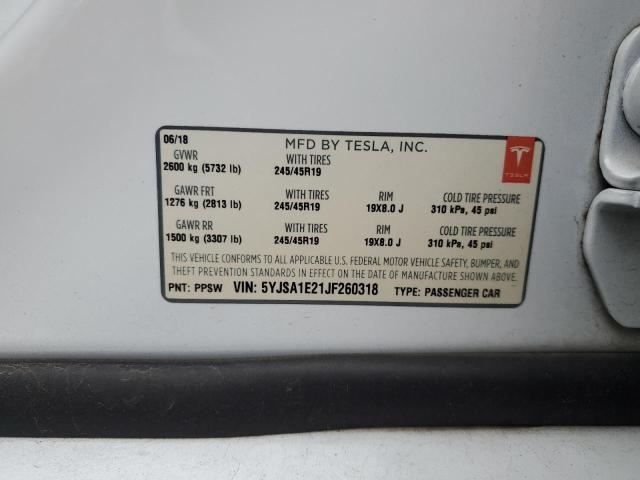 06/18 MFD BY TESLA, INC.
GVWR WITH TIRES
2600 kg (5732 lb) 245/45R19
TESLA
GAWR FRT WITH TIRES RIM COLD TIRE PRESSURE
1276 kg (2813 lb) 245/45R19 19X8.0 J 310 kPa, 45 psi
GAWR RR WITH TIRES RIM COLD TIRE PRESSURE
1500 kg (3307 lb) 245/45R19 19X8.0 J 310 kPa, 45 psi
THIS VEHICLE CONFORMS TO ALL APPLICABLE U.S. FEDERAL MOTOR VEHICLE SAFETY, BUMPER, AND
THEFT PREVENTION STANDARDS IN EFFECT ON THE DATE OF MANUFACTURE SHOWN ABOVE.
PNT: PPSW VIN: 5YJSA1E21JF260318 TYPE: PASSENGER CAR